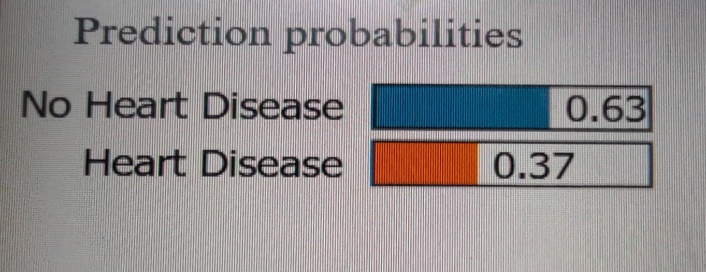 Prediction probabilities
No Heart Disease 0.63
Heart Disease 0.37